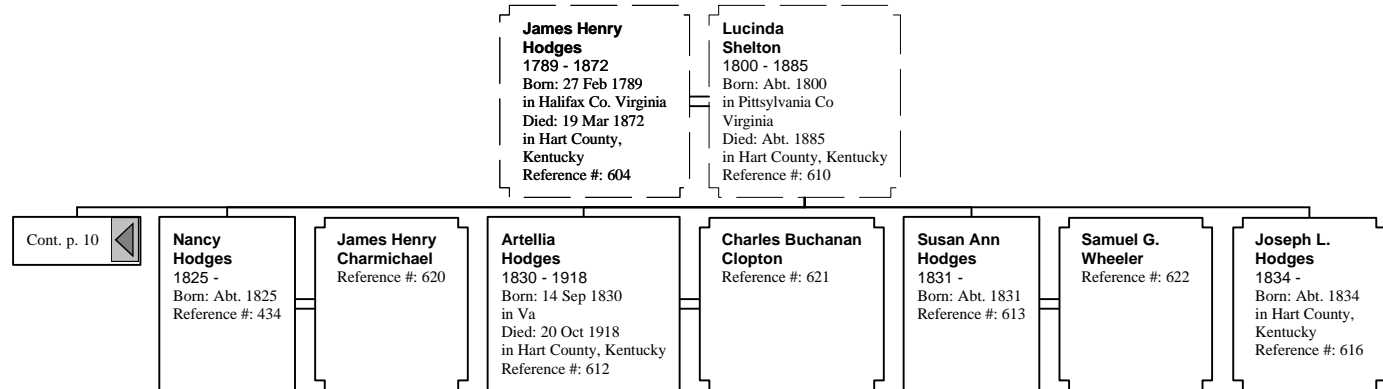 James Henry
Hodges
1789 - 1872
Born: 27 Feb 1789
in Halifax Co. Virginia
Died: 19 Mar 1872
in Hart County,
Kentucky
Reference #: 604
Lucinda
Shelton
1800 - 1885
Born: Abt. 1800
in Pittsylvania Co
Virginia
Died: Abt. 1885
in Hart County, Kentucky
Reference #: 610
Cont. p. 10
Nancy
Hodges
1825 -
Born: Abt. 1825
Reference #: 434
James Henry
Charmichael
Reference #: 620
Artellia
Hodges
1830 - 1918
Born: 14 Sep 1830
in Va
Died: 20 Oct 1918
in Hart County, Kentucky
Reference #: 612
Charles Buchanan
Clopton
Reference #: 621
Susan Ann
Hodges
1831 -
Born: Abt. 1831
Reference #: 613
Samuel G.
Wheeler
Reference #: 622
Joseph L.
Hodges
1834 -
Born: Abt. 1834
in Hart County,
Kentucky
Reference #: 616